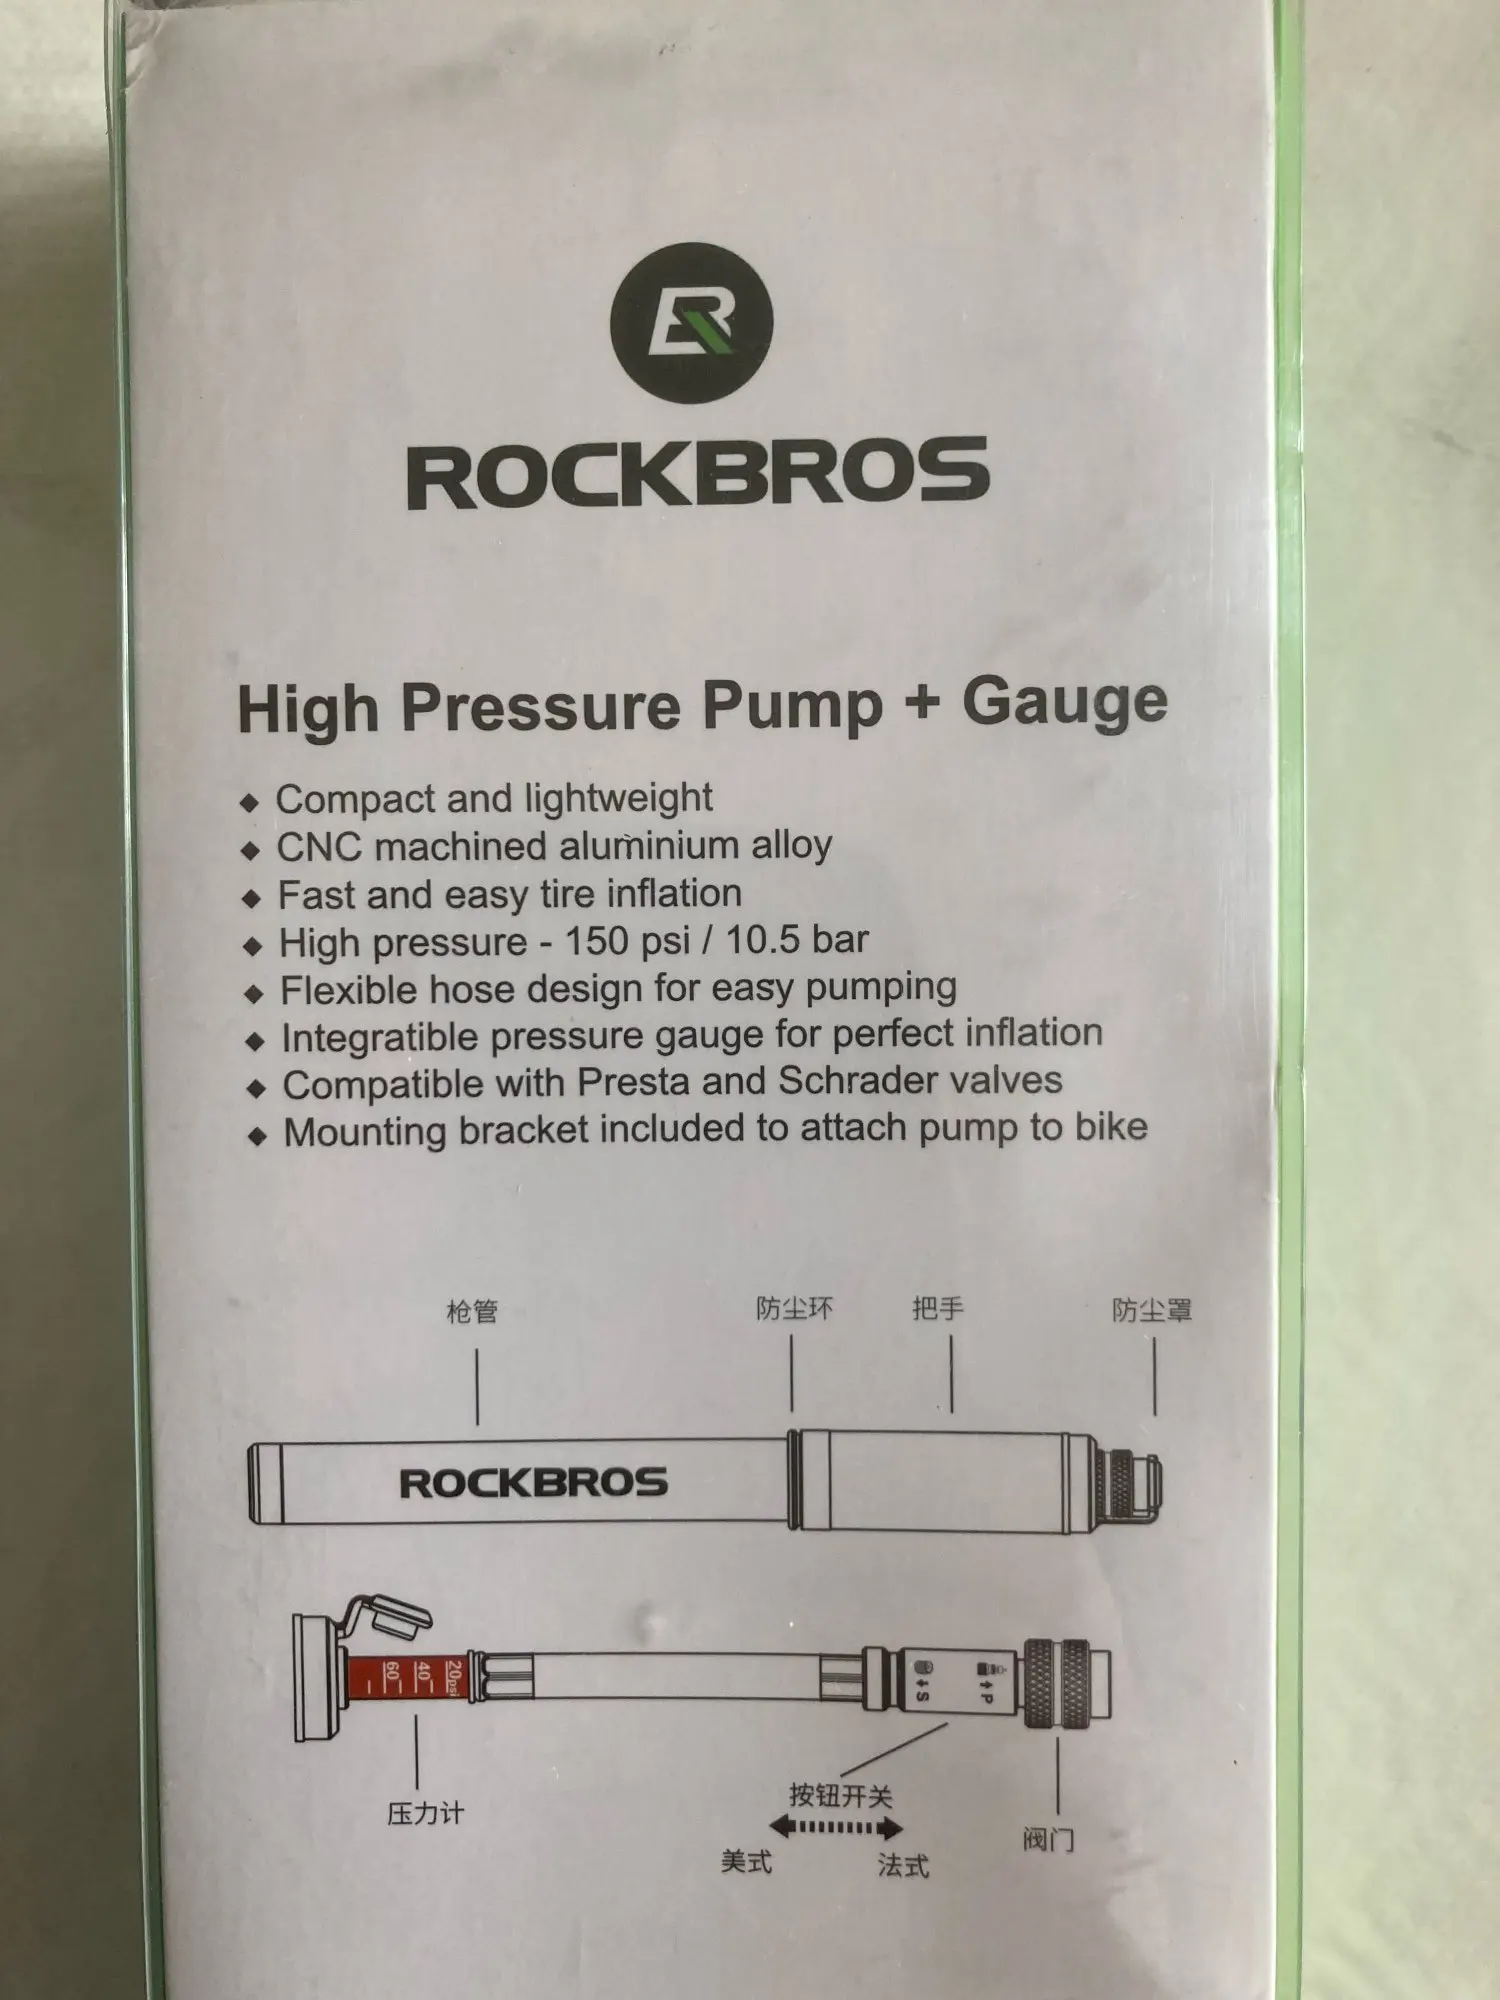 ROCKBROS
High Pressure Pump + Gauge
◆ Compact and lightweight
◆ CNC machined aluminium alloy
◆ Fast and easy tire inflation
◆ High pressure - 150 psi / 10.5 bar
◆ Flexible hose design for easy pumping
◆ Integratible pressure gauge for perfect inflation
◆ Compatible with Presta and Schrader valves
◆ Mounting bracket included to attach pump to bike
枪管 防尘环 把手 防尘罩
ROCKBROS
60 40 20psi
S P
压力计
按钮开关
阀门
美式 法式